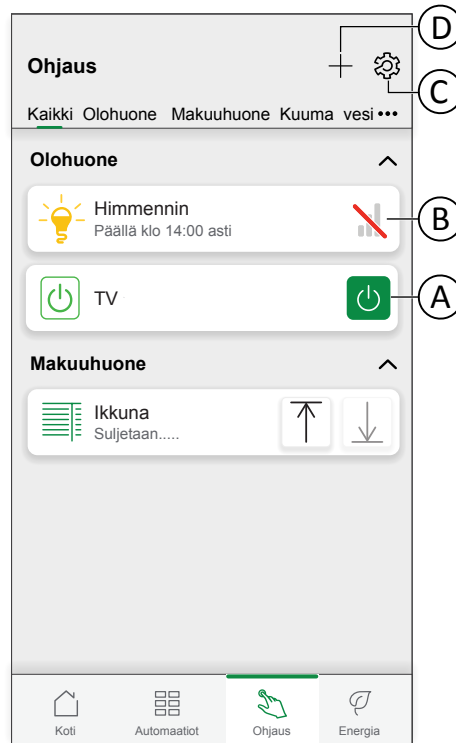 D
Ohjaus
C
Kaikki Olohuone Makuuhuone Kuuma vesi •••
Olohuone
Himmennin
Päällä klo 14:00 asti
B
TV
A
Makuuhuone
Ikkuna
Suljetaan.....
Koti Automaatiot Ohjaus Energia